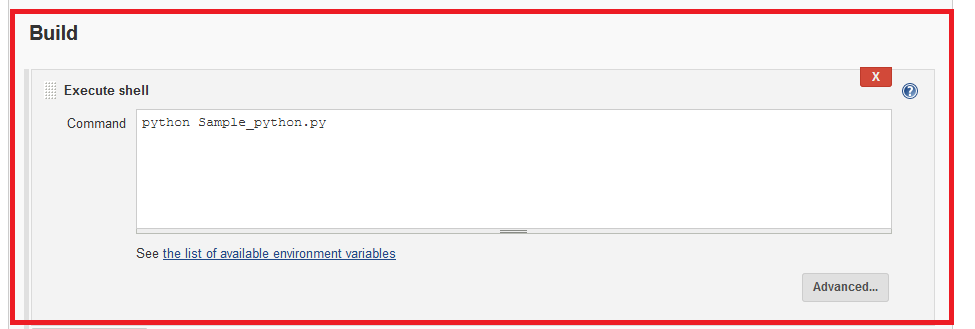 Build
X
Execute shell
?
Command
python Sample_python.py
See the list of available environment variables
Advanced...